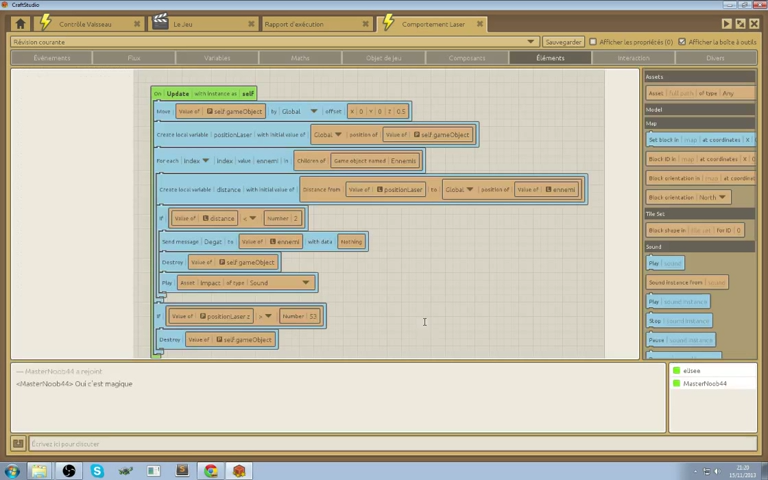 CraftStudio
Contrôle Vaisseau
Le Jeu
Rapport d'exécution
Comportement Laser
Révision courante
Sauvegarder
Afficher les propriétés (0)
Afficher la boîte à outils
Événements
Flux
Variables
Maths
Objet de jeu
Composants
Éléments
Interaction
Divers
On Update with instance as self
Move Value of self.gameObject by Global offset X 0 Y 0 Z 0.5
Create local variable positionLaser with initial value of Global position of Value of self.gameObject
For each index index value ennemi in Children of Game object named Ennemis
Create local variable distance with initial value of Distance from Value of positionLaser to Global position of Value of ennemi
If Value of distance < Number 2
Send message Degat to Value of ennemi with data Nothing
Destroy Value of self.gameObject
Play Asset Impact of type Sound
If Value of positionLaser.z > Number 53
Destroy Value of self.gameObject
Assets
Asset full path of type Any
Model
Map
Set block in map at coordinates X
Block ID in map at coordinates X
Block orientation in map at coordinates
Block orientation North
Tile Set
Block shape in tile set for ID 0
Sound
Play sound
Sound instance from sound
Play sound instance
Stop sound instance
Pause sound instance
— MasterNoob44 a rejoint
<MasterNoob44> Oui c'est magique
elisee
MasterNoob44
Écrivez ici pour discuter
21:20
15/12/2013